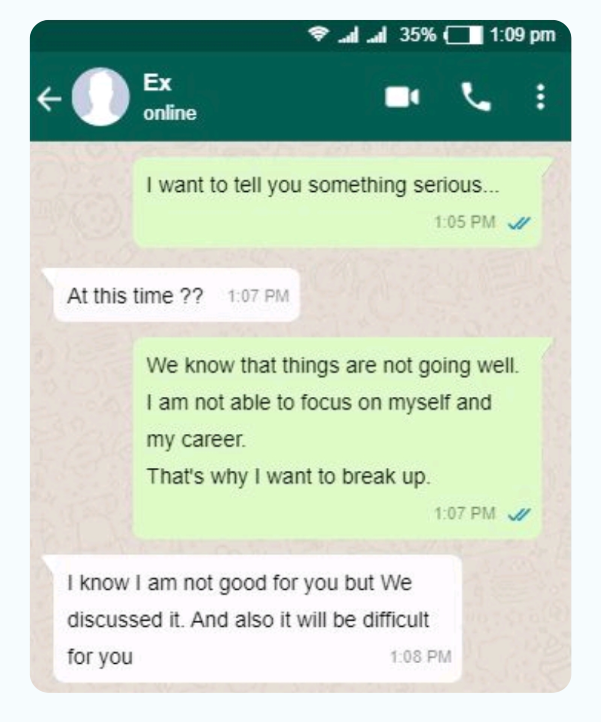 35% 1:09 pm
Ex
online
I want to tell you something serious...
1:05 PM
At this time ?? 1:07 PM
We know that things are not going well.
I am not able to focus on myself and
my career.
That's why I want to break up.
1:07 PM
I know I am not good for you but We
discussed it. And also it will be difficult
for you 1:08 PM